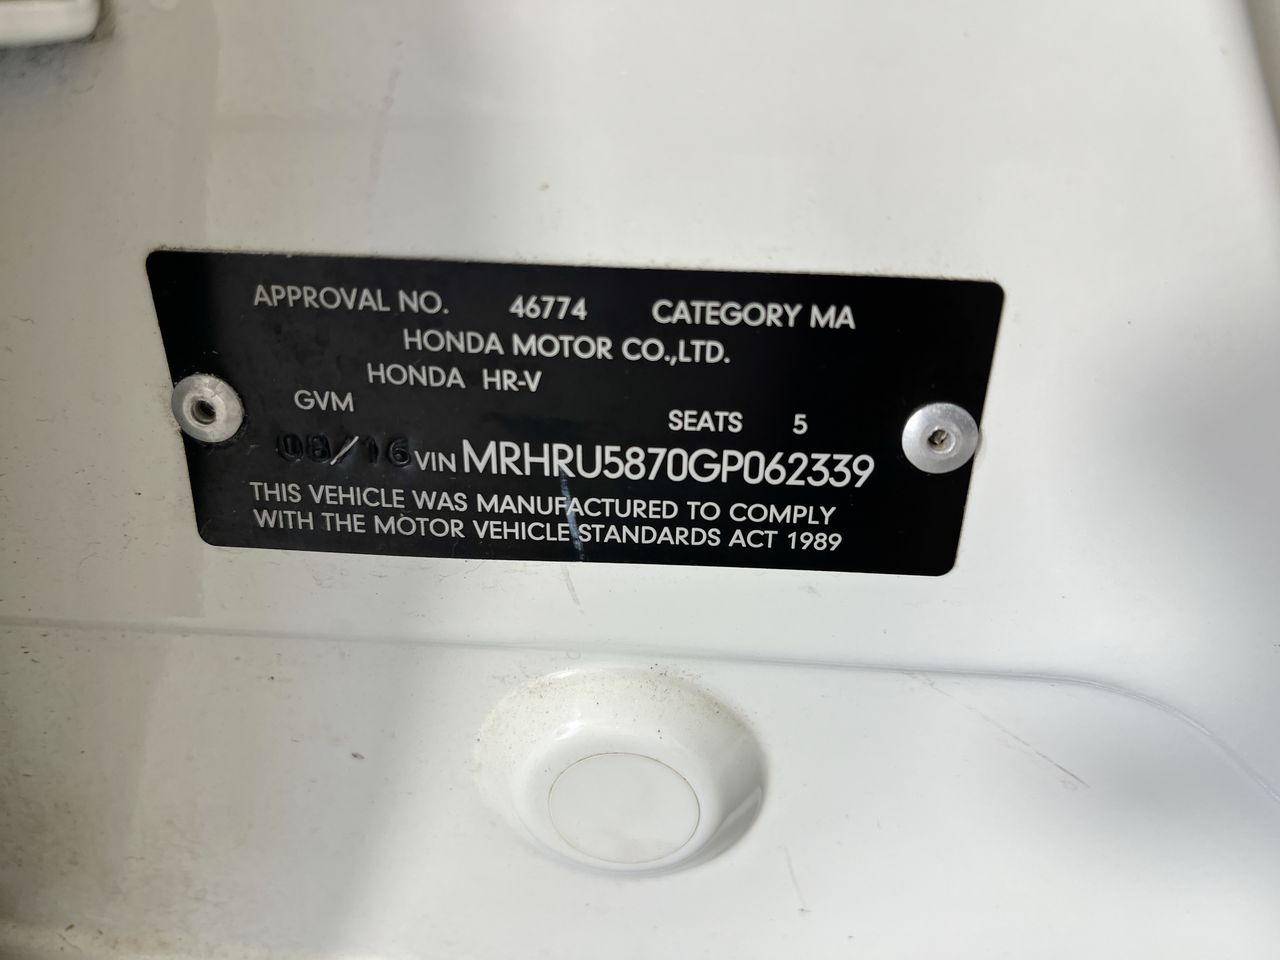 APPROVAL NO. 46774 CATEGORY MA
HONDA MOTOR CO.,LTD.
HONDA HR-V
GVM
SEATS 5
08/16 VIN MRHRU5870GP062339
THIS VEHICLE WAS MANUFACTURED TO COMPLY
WITH THE MOTOR VEHICLE STANDARDS ACT 1989